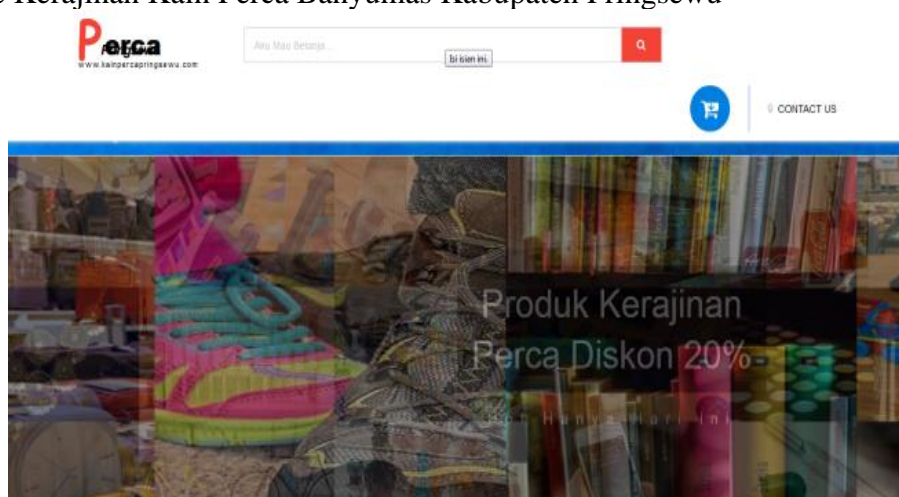 Kerajinan Kain Perca Banyumas Kabupaten Pringsewu
Perca
www.kainpercapringsewu.com
Aku Mau Belanja...
Isi isian ini.
CONTACT US
Produk Kerajinan
Perca Diskon 20%
Hanya Hari ini